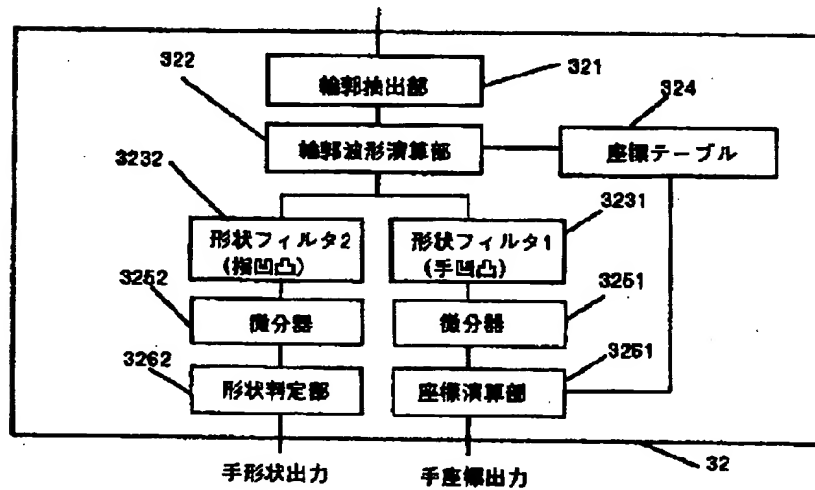 322
輪郭抽出部
321
324
輪郭波形演算部
座標テーブル
3232
3231
形状フィルタ2
(指凹凸)
形状フィルタ1
(手凹凸)
3252
微分器
微分器
3251
3262
形状判定部
座標演算部
3261
手形状出力
手座標出力
32